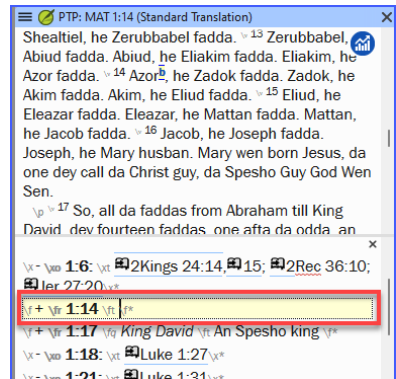 PTP: MAT 1:14 (Standard Translation)
Shealtiel, he Zerubbabel fadda. \v 13 Zerubbabel, he
Abiud fadda. Abiud, he Eliakim fadda. Eliakim, he
Azor fadda. \v 14 Azor b, he Zadok fadda. Zadok, he
Akim fadda. Akim, he Eliud fadda. \v 15 Eliud, he
Eleazar fadda. Eleazar, he Mattan fadda. Mattan,
he Jacob fadda. \v 16 Jacob, he Joseph fadda.
Joseph, he Mary husban. Mary wen born Jesus, da
one dey call da Christ guy, da Spesho Guy God Wen
Sen.
\p \v 17 So, all da faddas from Abraham till King
David, dey fourteen faddas, one afta da odda, an
\x - \xo 1:6: \xt 2Kings 24:14, 15; 2Rec 36:10;
Jer 27:20\x*
\f + \fr 1:14 \ft \f*
\f + \fr 1:17 \fq King David \ft An Spesho king \f*
\x - \xo 1:18: \xt Luke 1:27\x*
\x - \xo 1:21: \xt Luke 1:31\x*